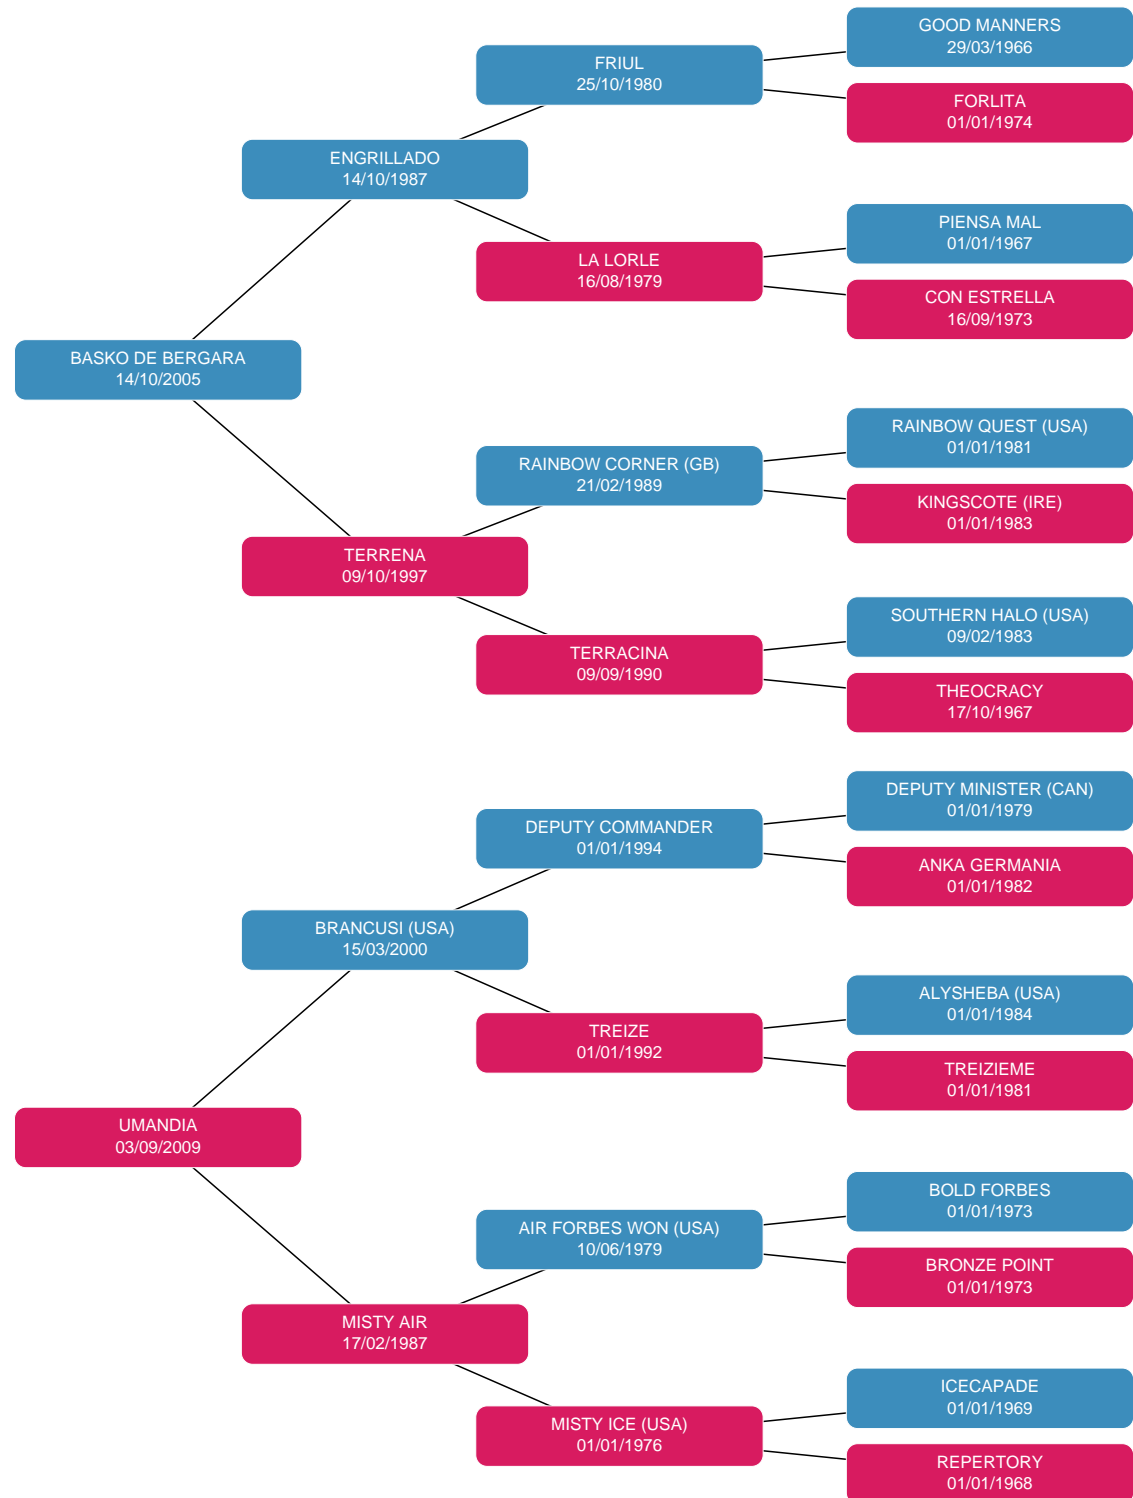 GOOD MANNERS
29/03/1966
FRIUL
25/10/1980
FORLITA
01/01/1974
ENGRILLADO
14/10/1987
PIENSA MAL
01/01/1967
LA LORLE
16/08/1979
CON ESTRELLA
16/09/1973
BASKO DE BERGARA
14/10/2005
RAINBOW QUEST (USA)
01/01/1981
RAINBOW CORNER (GB)
21/02/1989
KINGSCOTE (IRE)
01/01/1983
TERRENA
09/10/1997
SOUTHERN HALO (USA)
09/02/1983
TERRACINA
09/09/1990
THEOCRACY
17/10/1967
DEPUTY MINISTER (CAN)
01/01/1979
DEPUTY COMMANDER
01/01/1994
ANKA GERMANIA
01/01/1982
BRANCUSI (USA)
15/03/2000
ALYSHEBA (USA)
01/01/1984
TREIZE
01/01/1992
TREIZIEME
01/01/1981
UMANDIA
03/09/2009
BOLD FORBES
01/01/1973
AIR FORBES WON (USA)
10/06/1979
BRONZE POINT
01/01/1973
MISTY AIR
17/02/1987
ICECAPADE
01/01/1969
MISTY ICE (USA)
01/01/1976
REPERTORY
01/01/1968